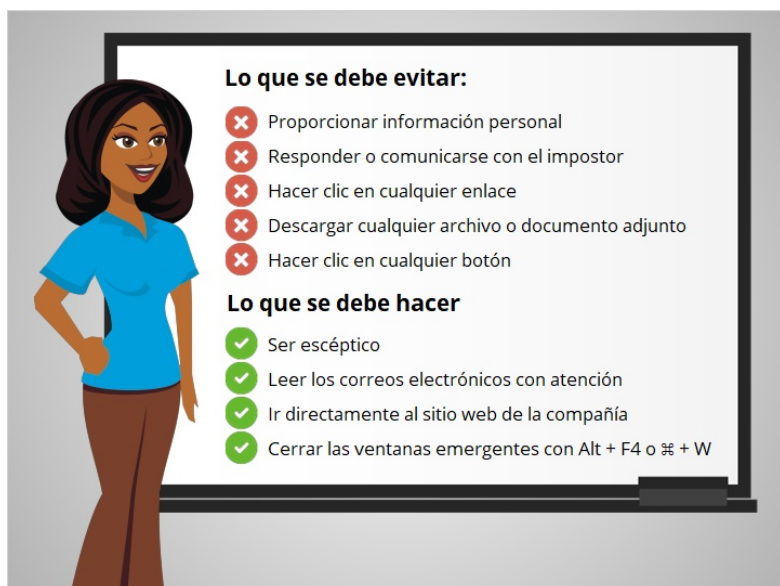 Lo que se debe evitar:
Proporcionar información personal
Responder o comunicarse con el impostor
Hacer clic en cualquier enlace
Descargar cualquier archivo o documento adjunto
Hacer clic en cualquier botón
Lo que se debe hacer
Ser escéptico
Leer los correos electrónicos con atención
Ir directamente al sitio web de la compañía
Cerrar las ventanas emergentes con Alt + F4 o ⌘ + W